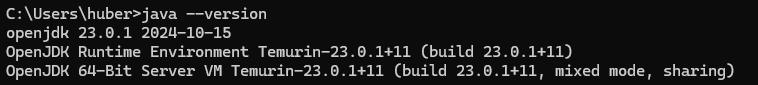 C:\Users\huber>java --version
openjdk 23.0.1 2024-10-15
OpenJDK Runtime Environment Temurin-23.0.1+11 (build 23.0.1+11)
OpenJDK 64-Bit Server VM Temurin-23.0.1+11 (build 23.0.1+11, mixed mode, sharing)